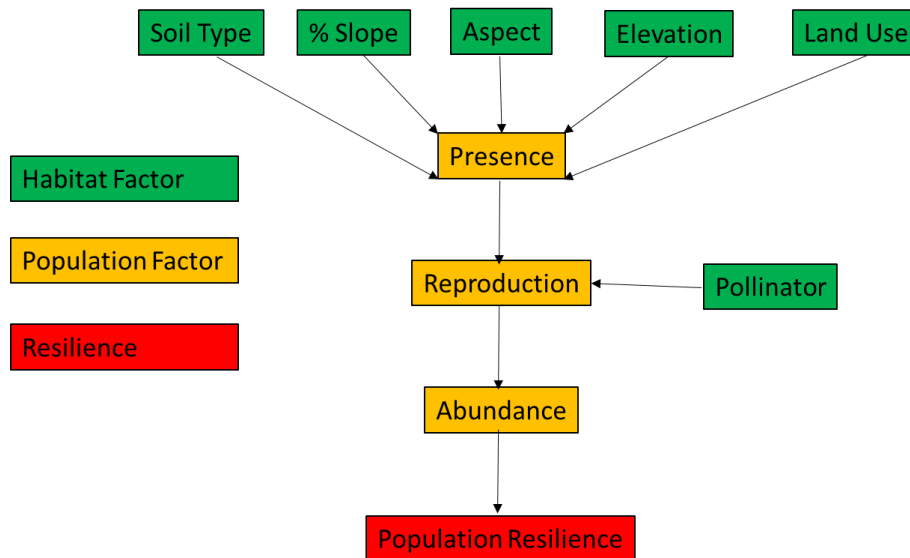 Soil Type
% Slope
Aspect
Elevation
Land Use
Presence
Habitat Factor
Population Factor
Reproduction
Pollinator
Resilience
Abundance
Population Resilience